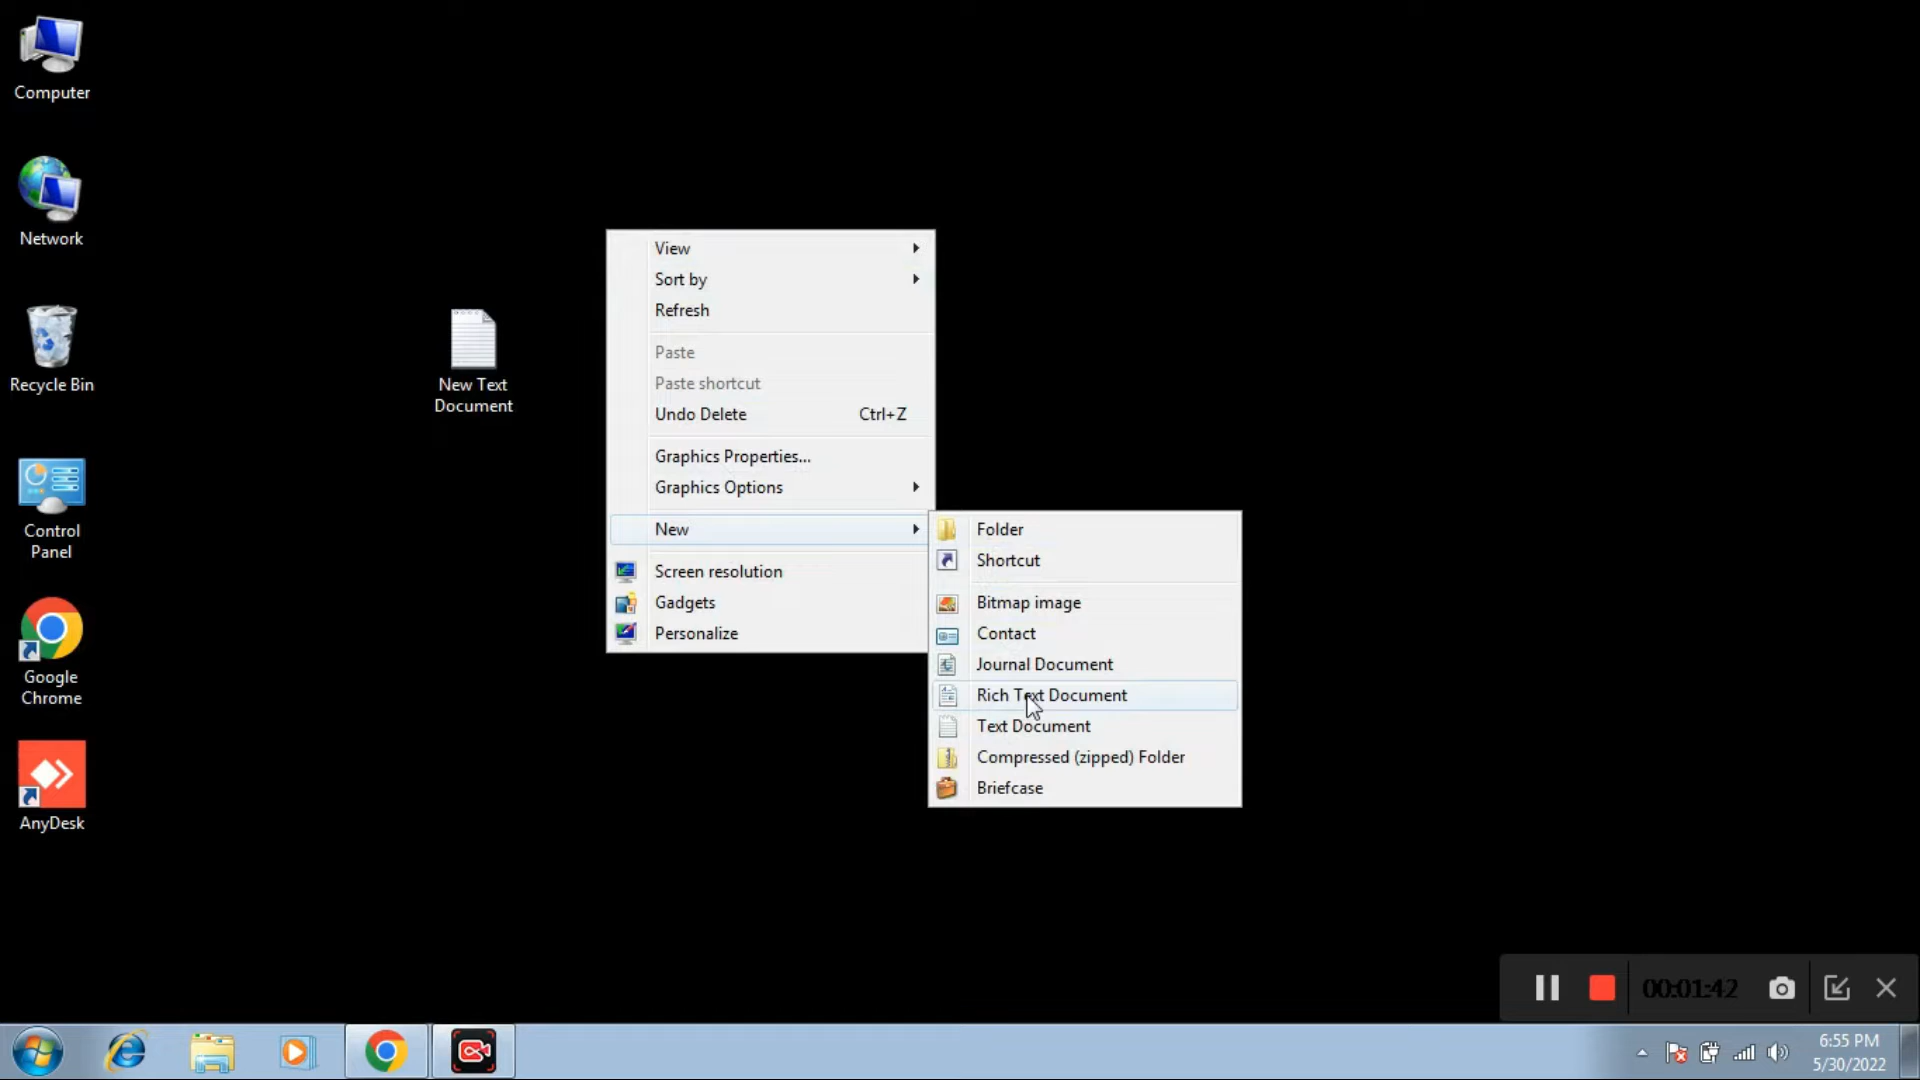 Computer
Network
Recycle Bin
Control
Panel
Google
Chrome
AnyDesk
New Text
Document
View
Sort by
Refresh
Paste
Paste shortcut
Undo Delete Ctrl+Z
Graphics Properties...
Graphics Options
New
Screen resolution
Gadgets
Personalize
Folder
Shortcut
Bitmap image
Contact
Journal Document
Rich Text Document
Text Document
Compressed (zipped) Folder
Briefcase
00:01:42
6:55 PM
5/30/2022